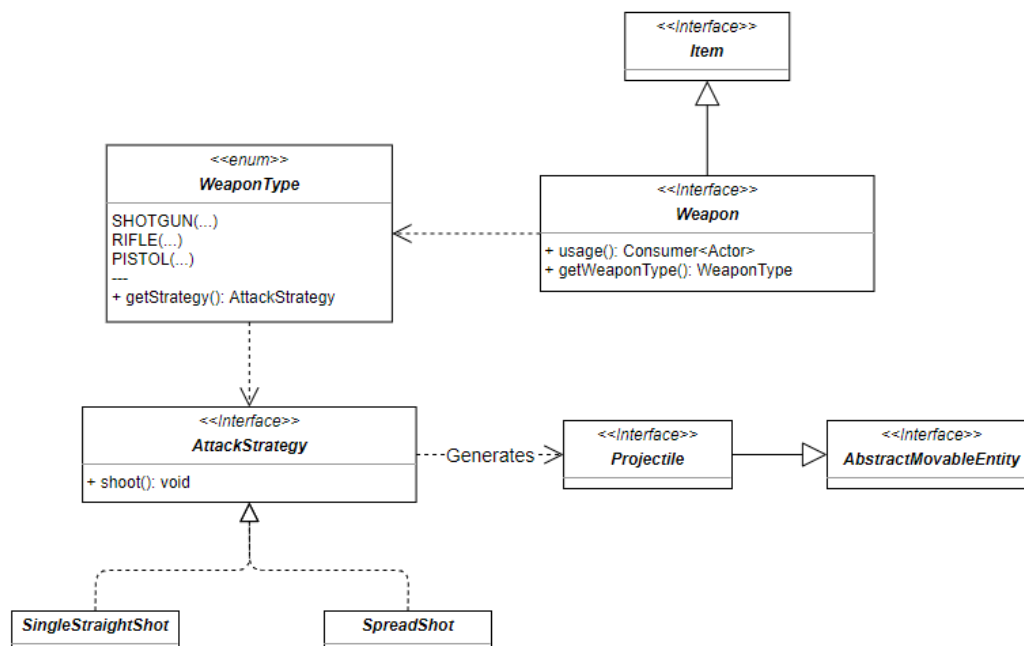 <<Interface>>
Item
<<enum>>
WeaponType
SHOTGUN(...)
RIFLE(...)
PISTOL(...)
---
+ getStrategy(): AttackStrategy
<<Interface>>
Weapon
+ usage(): Consumer<Actor>
+ getWeaponType(): WeaponType
<<Interface>>
AttackStrategy
+ shoot(): void
Generates
<<Interface>>
Projectile
<<Interface>>
AbstractMovableEntity
SingleStraightShot
SpreadShot